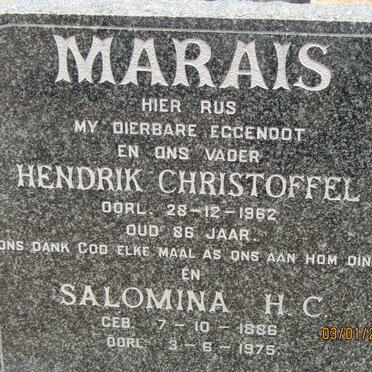 MARAIS
HIER RUS
MY DIERBARE EGGENOOT
EN ONS VADER
HENDRIK CHRISTOFFEL
OORL. 28-12-1962
OUD 86 JAAR.
ONS DANK GOD ELKE MAAL AS ONS AAN HOM DIN
EN
SALOMINA H.C.
GEB. 7-10-1886
OORL. 3-6-1975.
03/01/2